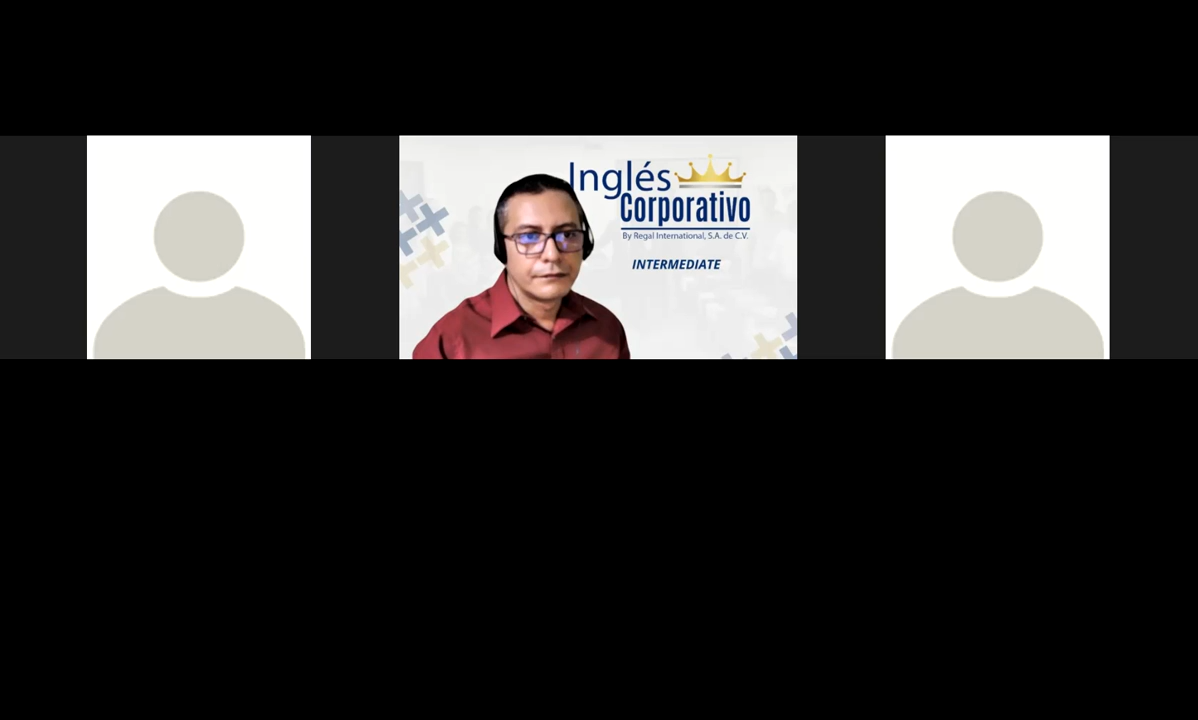 Inglés
Corporativo
By Regal International, S.A. de C.V.
INTERMEDIATE